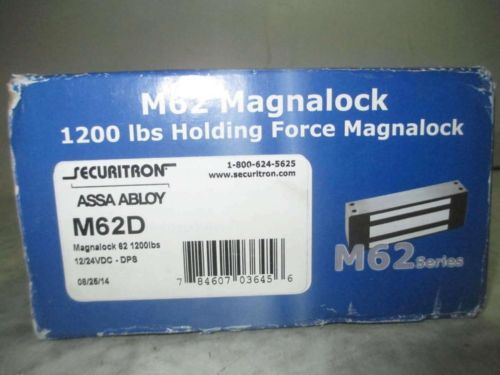 M62 Magnalock
1200 lbs Holding Force Magnalock
SECURITRON
1-800-624-5625
www.securitron.com
ASSA ABLOY
M62D
Magnalock 62 1200lbs
12/24VDC - DPS
08/26/14
7 84607 03645 6
M62 Series